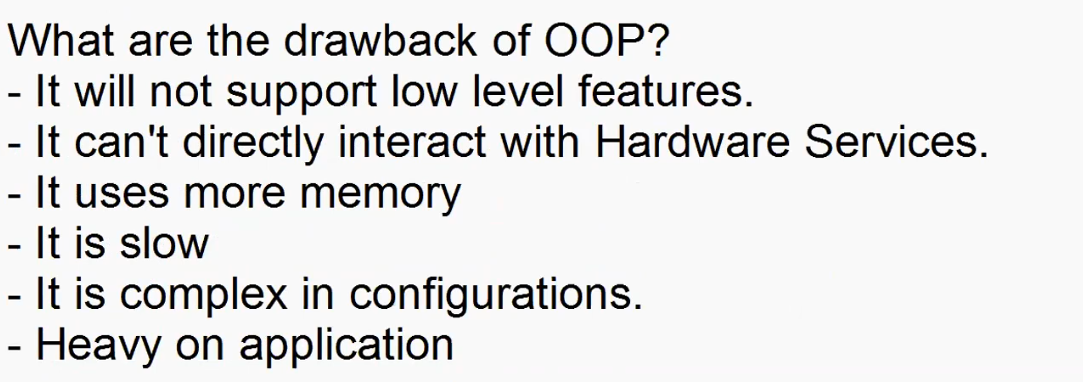 What are the drawback of OOP?
- It will not support low level features.
- It can't directly interact with Hardware Services.
- It uses more memory
- It is slow
- It is complex in configurations.
- Heavy on application